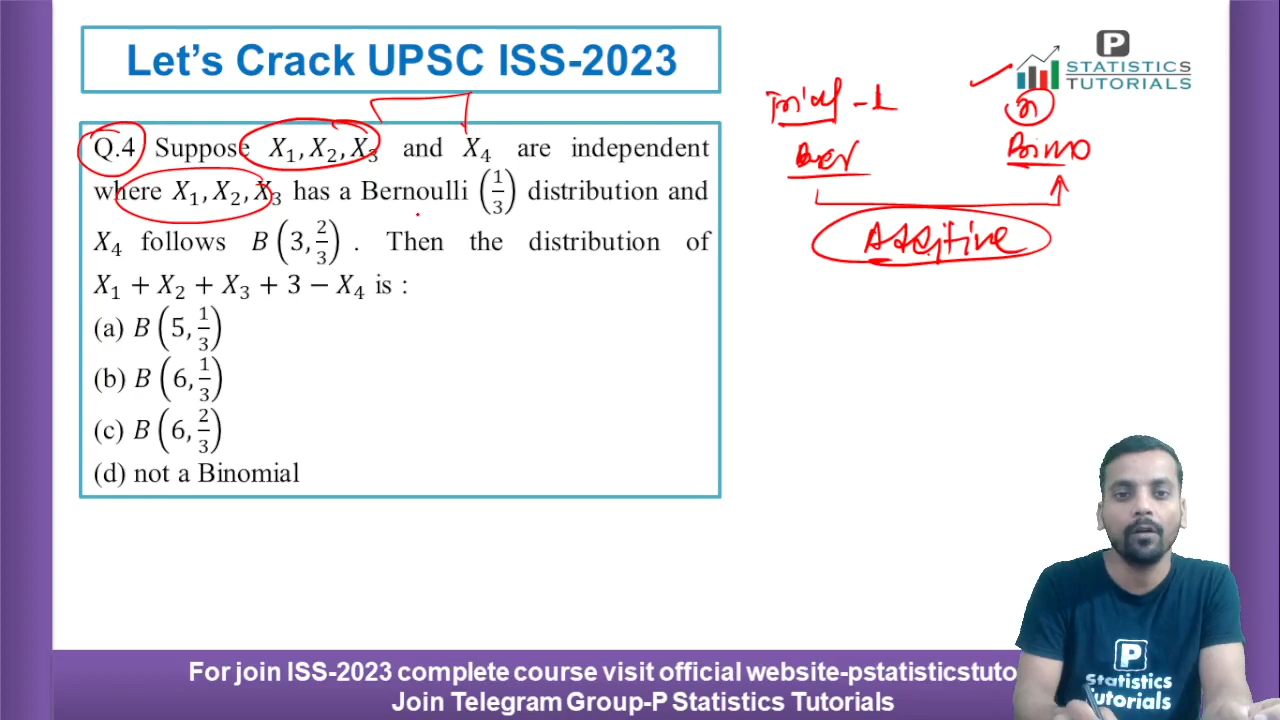 Let's Crack UPSC ISS-2023
P
STATISTICS
TUTORIALS
Trial - 1
n
Ber
Bino
Additive
Q.4 Suppose X₁, X₂, X₃ and X₄ are independent
where X₁, X₂, X₃ has a Bernoulli (1/3) distribution and
X₄ follows B (3, 2/3) . Then the distribution of
X₁ + X₂ + X₃ + 3 − X₄ is :
(a) B (5, 1/3)
(b) B (6, 1/3)
(c) B (6, 2/3)
(d) not a Binomial
P
Statistics
Tutorials
For join ISS-2023 complete course visit official website-pstatisticstuto
Join Telegram Group-P Statistics Tutorials